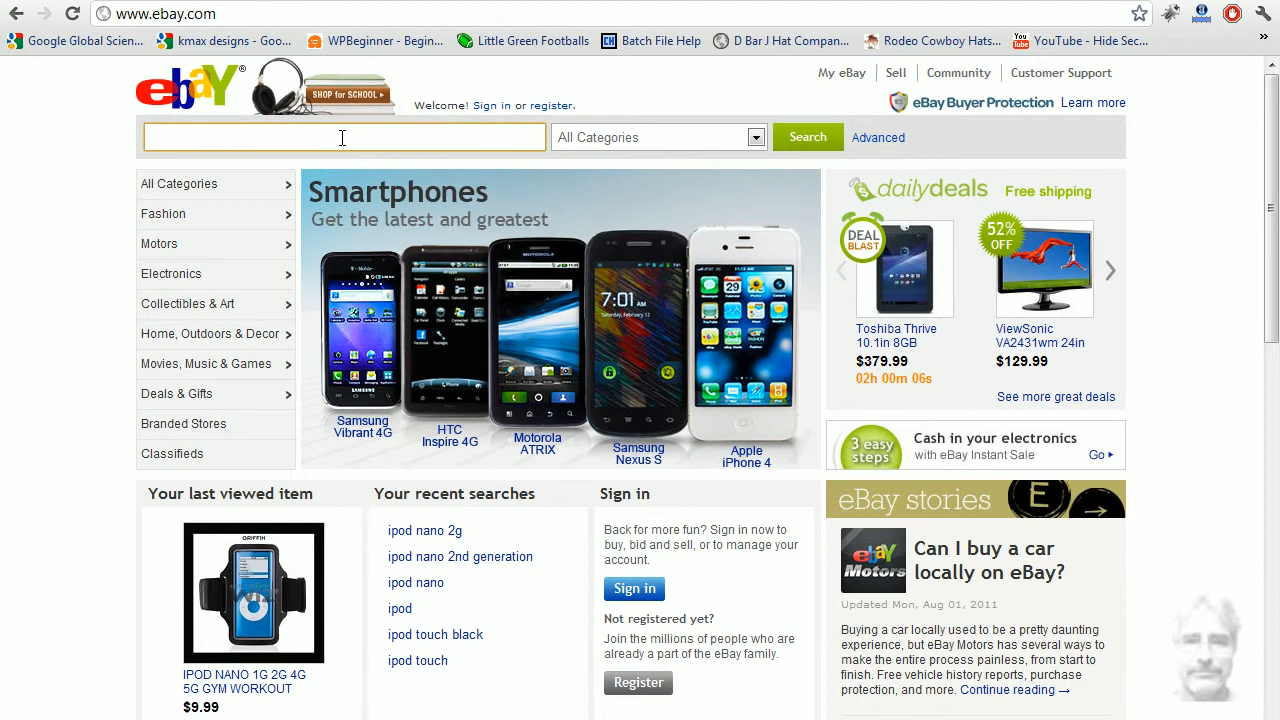 www.ebay.com
Google Global Scien...
kmax designs - Goo...
WPBeginner - Begin...
Little Green Footballs
CH Batch File Help
D Bar J Hat Compan...
Rodeo Cowboy Hats...
You Tube YouTube - Hide Sec...
»
ebaY®
SHOP for SCHOOL
Welcome! Sign in or register.
My eBay
Sell
Community
Customer Support
eBay Buyer Protection Learn more
All Categories
Search
Advanced
All Categories
Fashion
Motors
Electronics
Collectibles & Art
Home, Outdoors & Decor
Movies, Music & Games
Deals & Gifts
Branded Stores
Classifieds
Smartphones
Get the latest and greatest
7:01 AM
Saturday, February 12
Samsung
Vibrant 4G
HTC
Inspire 4G
Motorola
ATRIX
Samsung
Nexus S
Apple
iPhone 4
dailydeals Free shipping
DEAL
BLAST
52%
OFF
Toshiba Thrive
10.1in 8GB
$379.99
02h 00m 06s
ViewSonic
VA2431wm 24in
$129.99
See more great deals
3 easy
steps
Cash in your electronics
with eBay Instant Sale
Go
Your last viewed item
GRIFFIN
IPOD NANO 1G 2G 4G
5G GYM WORKOUT
$9.99
Your recent searches
ipod nano 2g
ipod nano 2nd generation
ipod nano
ipod
ipod touch black
ipod touch
Sign in
Back for more fun? Sign in now to
buy, bid and sell, or to manage your
account.
Sign in
Not registered yet?
Join the millions of people who are
already a part of the eBay family.
Register
eBay stories
E
ebaY
Motors
Can I buy a car
locally on eBay?
Updated Mon, Aug 01, 2011
Buying a car locally used to be a pretty daunting
experience, but eBay Motors has several ways to
make the entire process painless, from start to
finish. Free vehicle history reports, purchase
protection, and more. Continue reading →